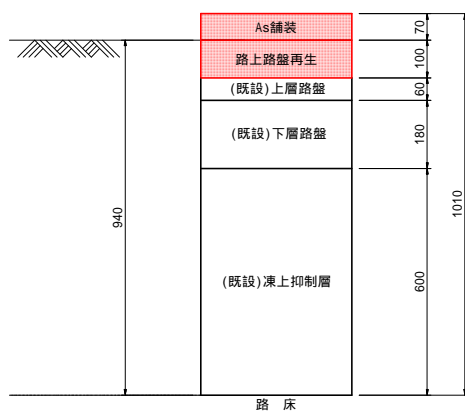 As舗装
路上路盤再生
(既設)上層路盤
(既設)下層路盤
(既設)凍上抑制層
路 床
940
70
100
60
180
600
1010